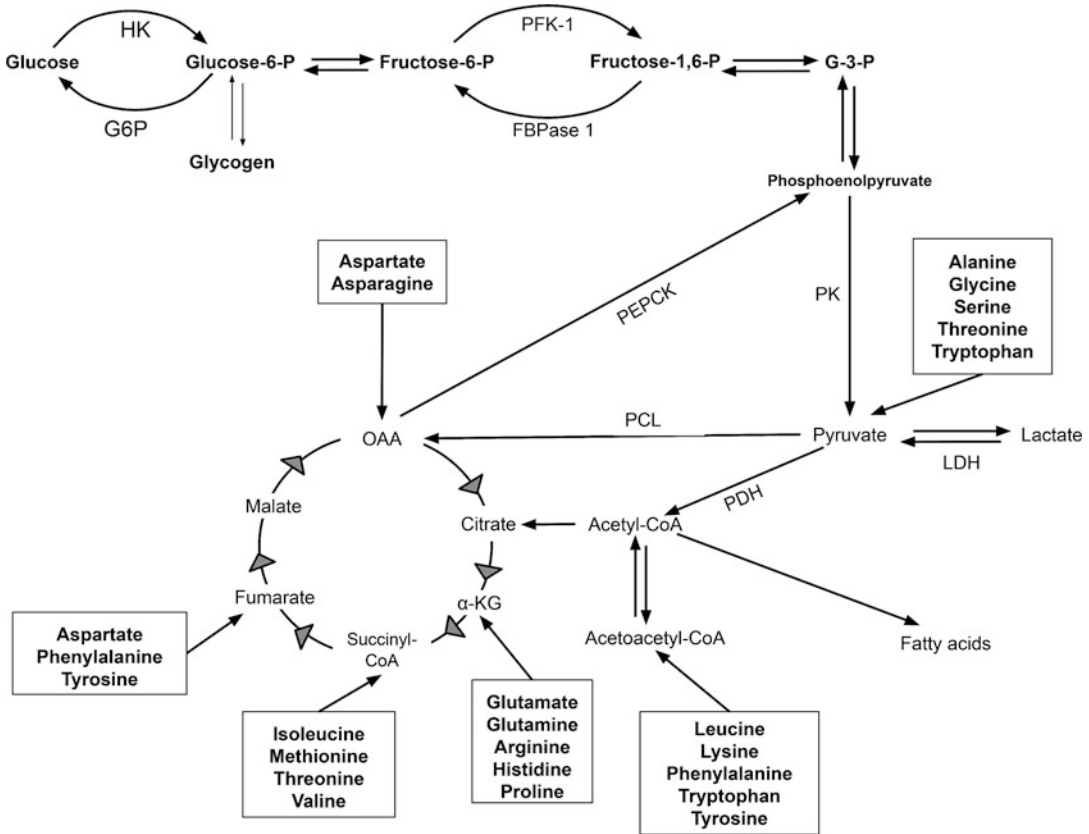 HK
PFK-1
Glucose
Glucose-6-P
Fructose-6-P
Fructose-1,6-P
G-3-P
G6P
FBPase 1
Glycogen
Phosphoenolpyruvate
Aspartate
Asparagine
PEPCK
PK
Alanine
Glycine
Serine
Threonine
Tryptophan
OAA
PCL
Pyruvate
Lactate
LDH
PDH
Malate
Citrate
Acetyl-CoA
Fumarate
α-KG
Succinyl-
CoA
Acetoacetyl-CoA
Fatty acids
Aspartate
Phenylalanine
Tyrosine
Isoleucine
Methionine
Threonine
Valine
Glutamate
Glutamine
Arginine
Histidine
Proline
Leucine
Lysine
Phenylalanine
Tryptophan
Tyrosine